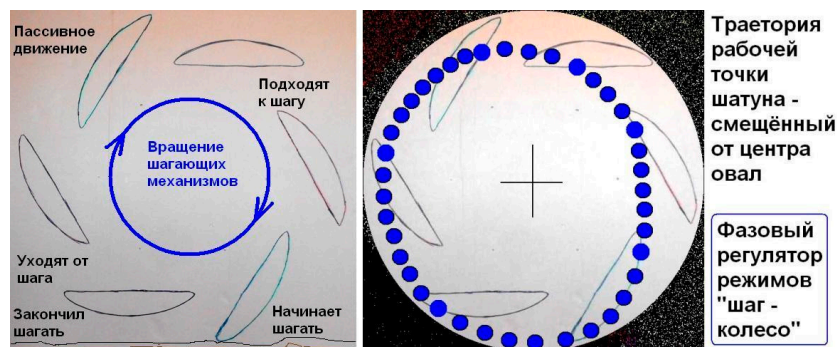 Пассивное
движение
Подходят
к шагу
Вращение
шагающих
механизмов
Уходят от
шага
Закончил
шагать
Начинает
шагать
Траетория
рабочей
точки
шатуна -
смещённый
от центра
овал
Фазовый
регулятор
режимов
"шаг -
колесо"